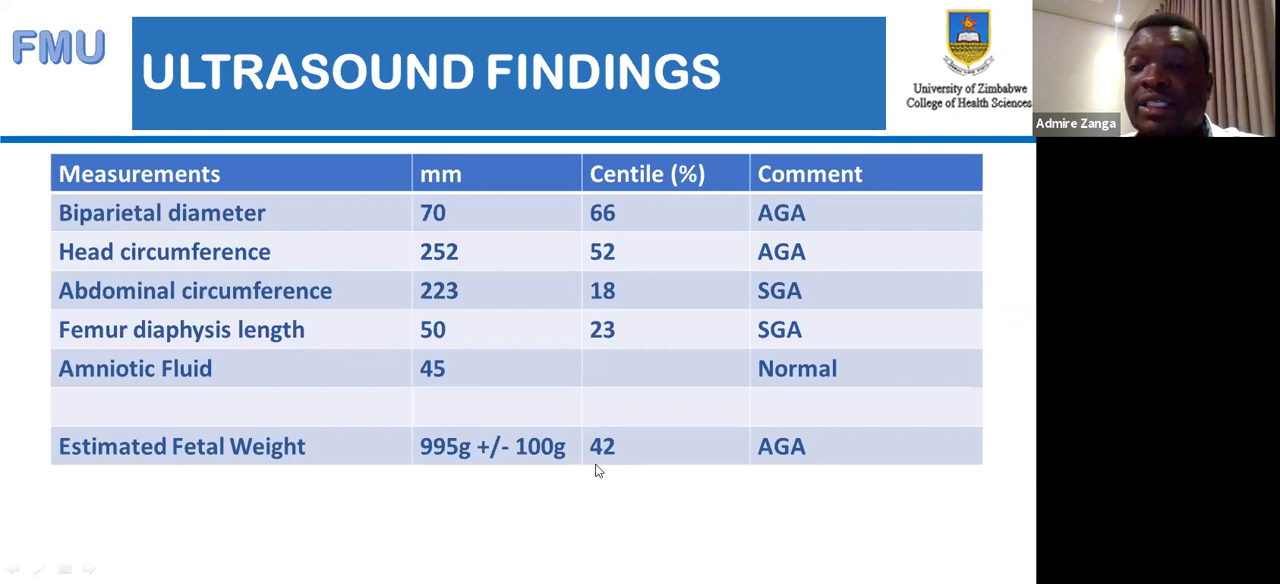 FMU
ULTRASOUND FINDINGS
University of Zimbabwe
College of Health Sciences
Admire Zanga
Measurements mm Centile (%) Comment
Biparietal diameter 70 66 AGA
Head circumference 252 52 AGA
Abdominal circumference 223 18 SGA
Femur diaphysis length 50 23 SGA
Amniotic Fluid 45 Normal
Estimated Fetal Weight 995g +/- 100g 42 AGA